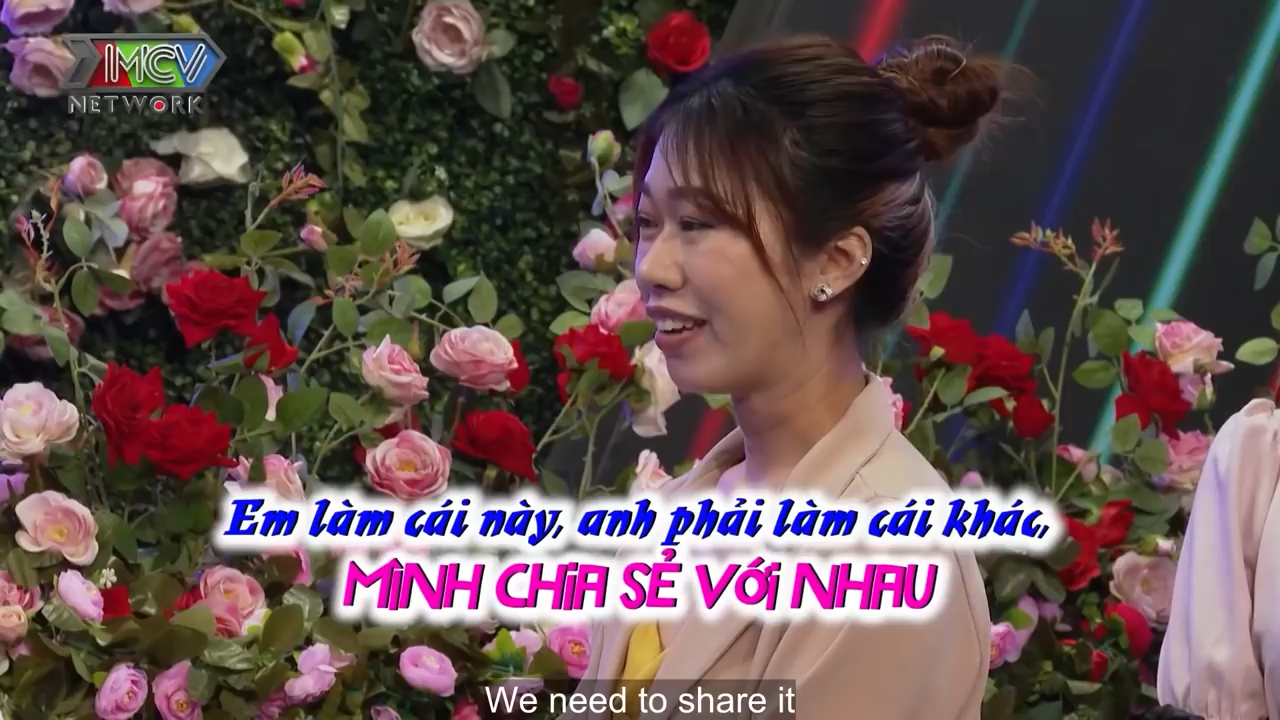 MCV
NETWORK
Em làm cái này, anh phải làm cái khác,
MÌNH CHIA SẺ VỚI NHAU
We need to share it